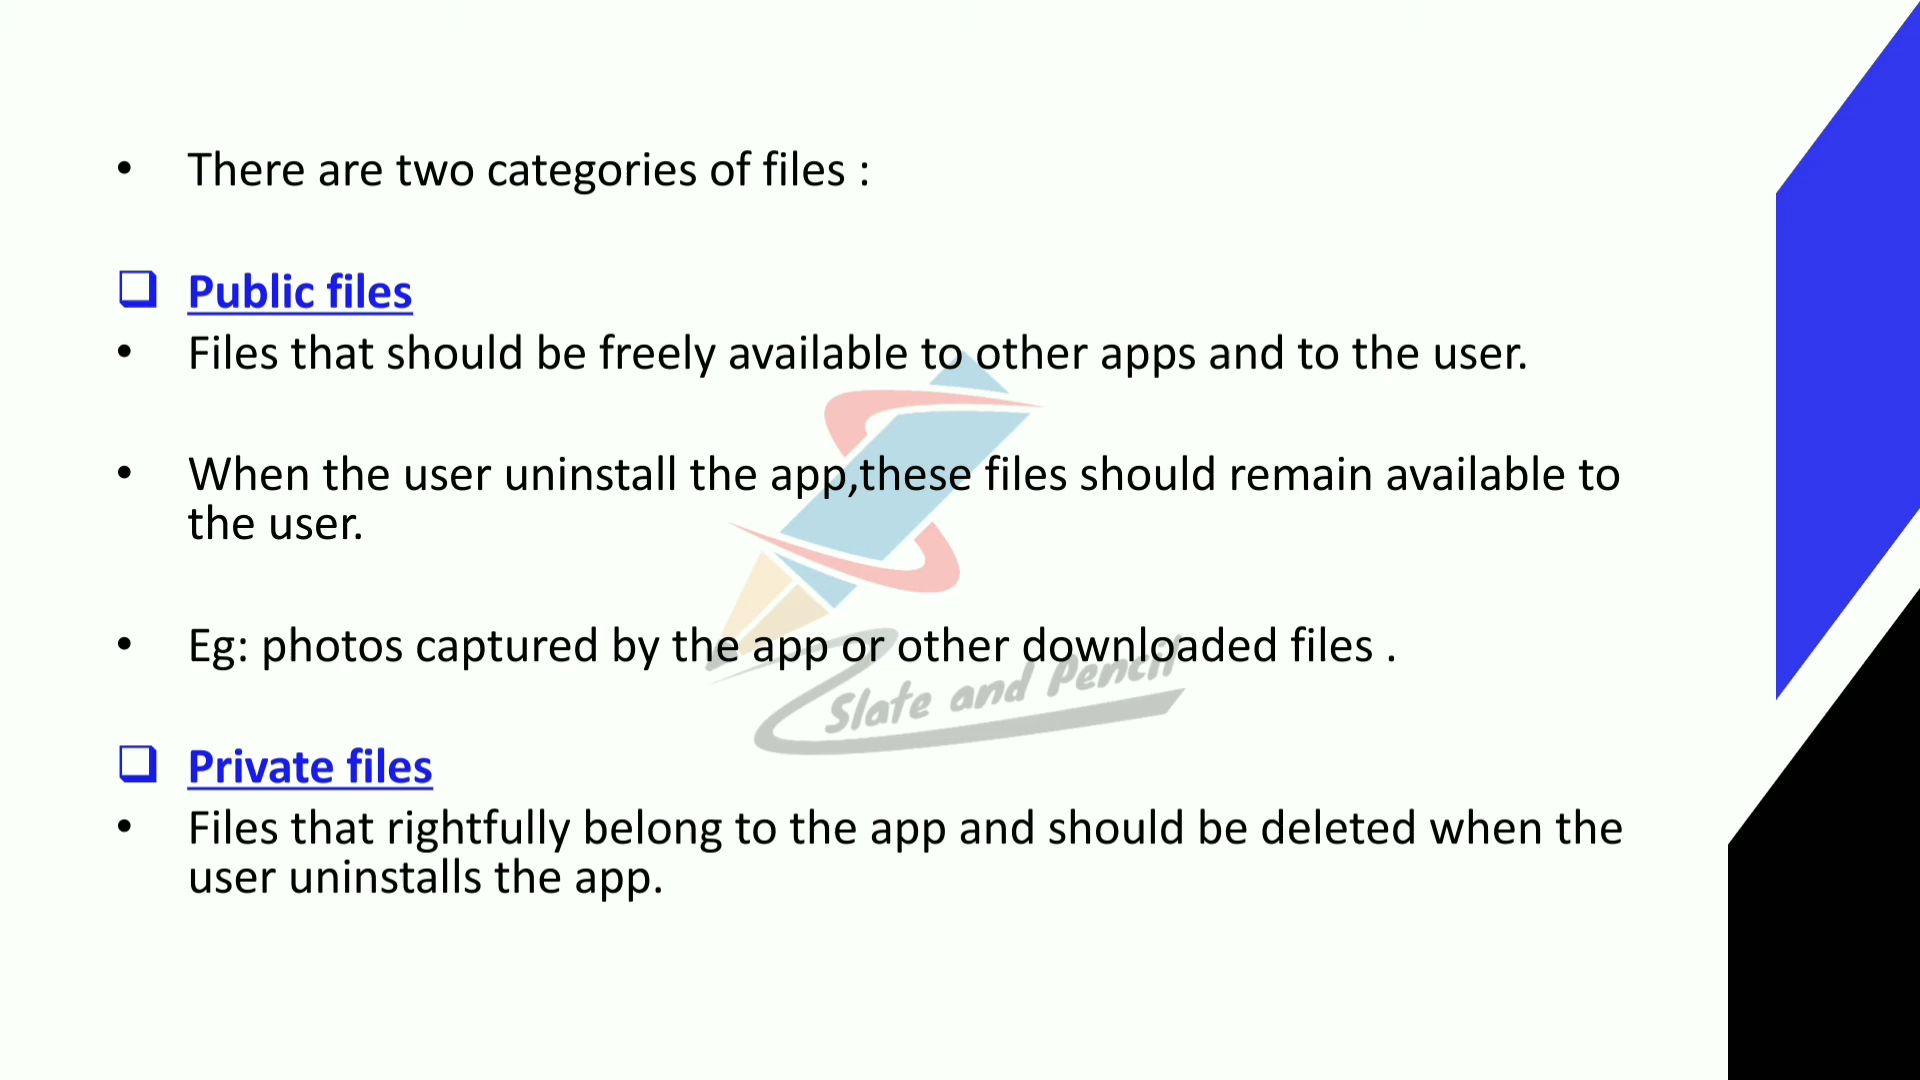 • There are two categories of files :
❑ Public files
• Files that should be freely available to other apps and to the user.
• When the user uninstall the app,these files should remain available to
the user.
• Eg: photos captured by the app or other downloaded files .
Slate and Pencil
❑ Private files
• Files that rightfully belong to the app and should be deleted when the
user uninstalls the app.